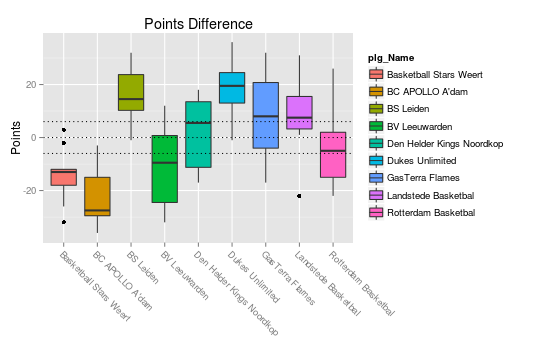 Points Difference
Points
20
0
-20
Basketball Stars Weert
BC APOLLO A'dam
BS Leiden
BV Leeuwarden
Den Helder Kings Noordkop
Dukes Unlimited
GasTerra Flames
Landstede Basketbal
Rotterdam Basketbal
plg_Name
Basketball Stars Weert
BC APOLLO A'dam
BS Leiden
BV Leeuwarden
Den Helder Kings Noordkop
Dukes Unlimited
GasTerra Flames
Landstede Basketbal
Rotterdam Basketbal